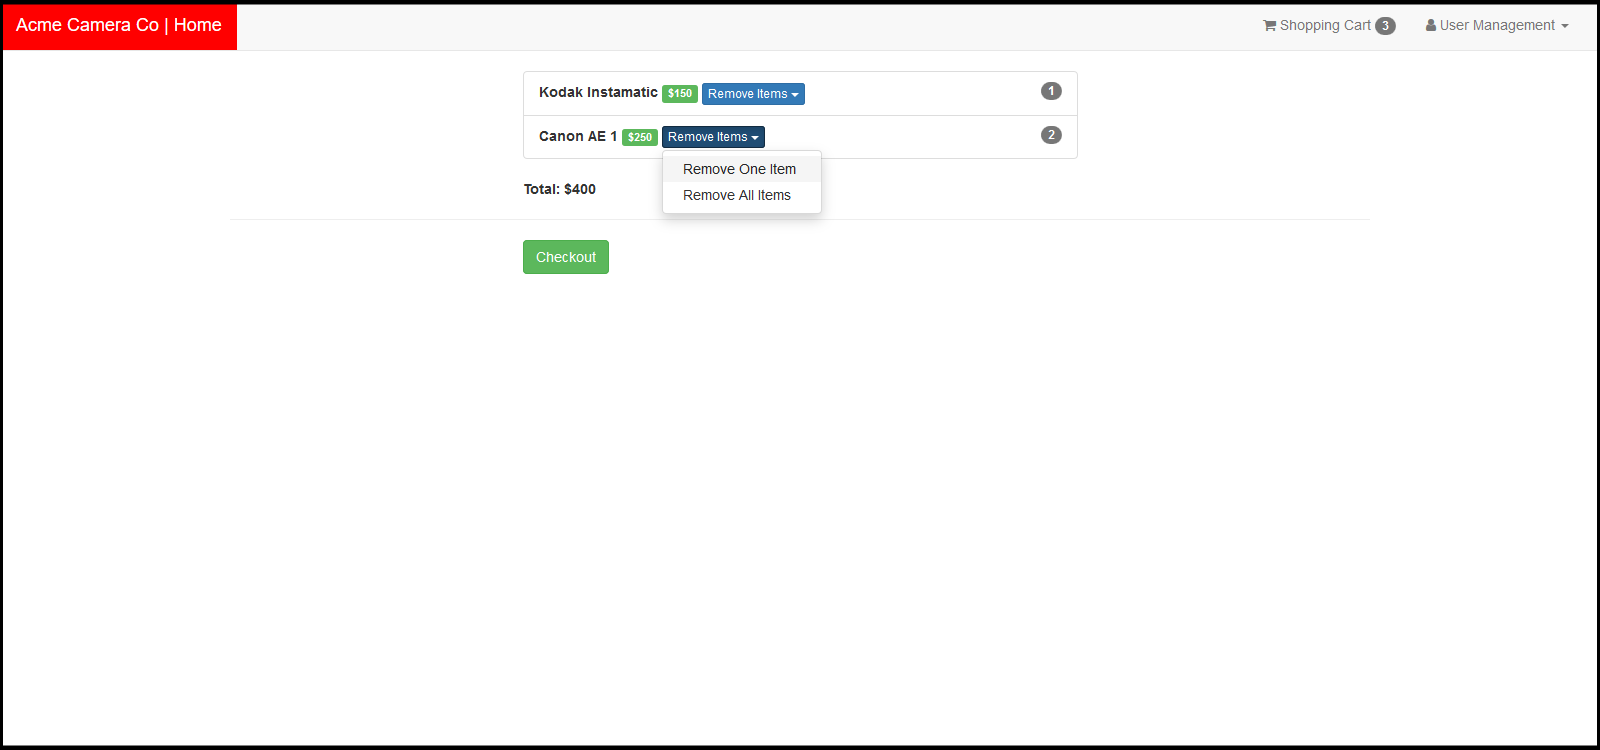 Acme Camera Co | Home
Shopping Cart 3
User Management
Kodak Instamatic $150 Remove Items 1
Canon AE 1 $250 Remove Items 2
Remove One Item
Remove All Items
Total: $400
Checkout